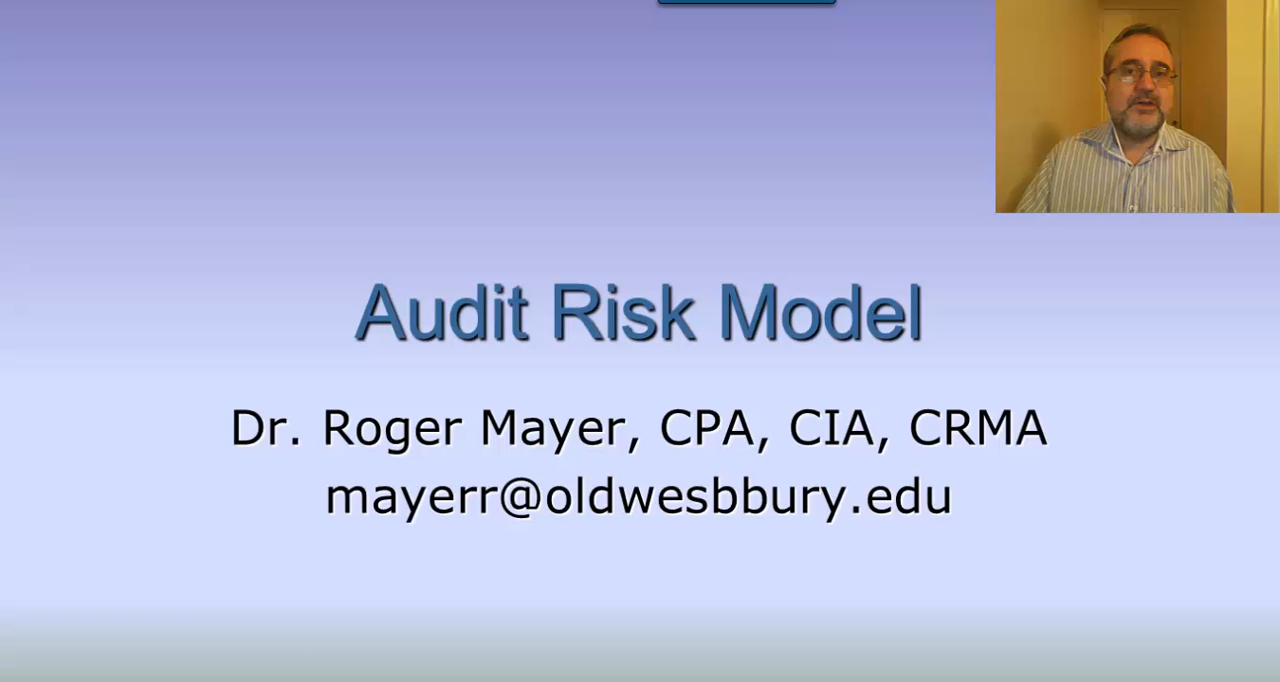 Audit Risk Model
Dr. Roger Mayer, CPA, CIA, CRMA
mayerr@oldwesbbury.edu